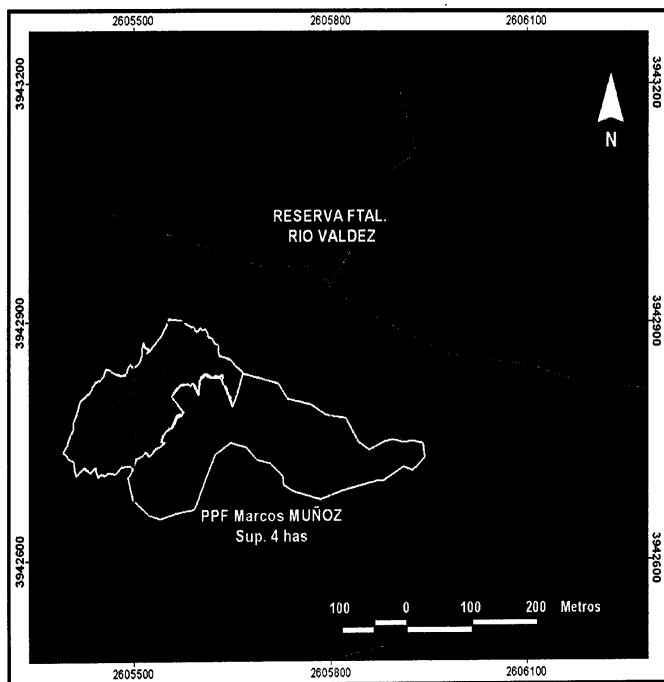 2605500 2605800 2606100
3943200 3943200
N
RESERVA FTAL.
RIO VALDEZ
3942900 3942900
PPF Marcos MUÑOZ
Sup. 4 has
3942600 3942600
100 0 100 200 Metros
2605500 2605800 2606100